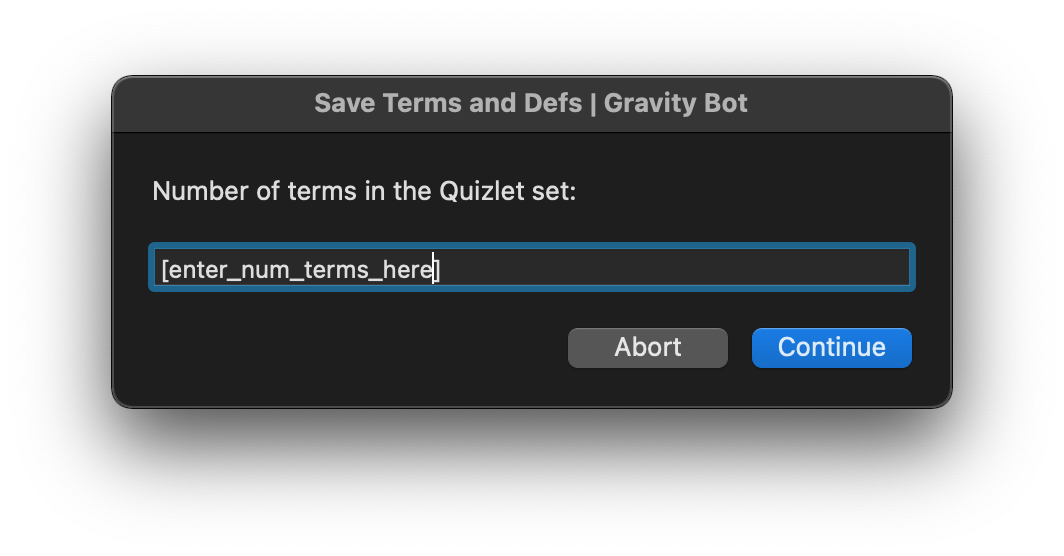 Save Terms and Defs | Gravity Bot
Number of terms in the Quizlet set:
[enter_num_terms_here]
Abort
Continue